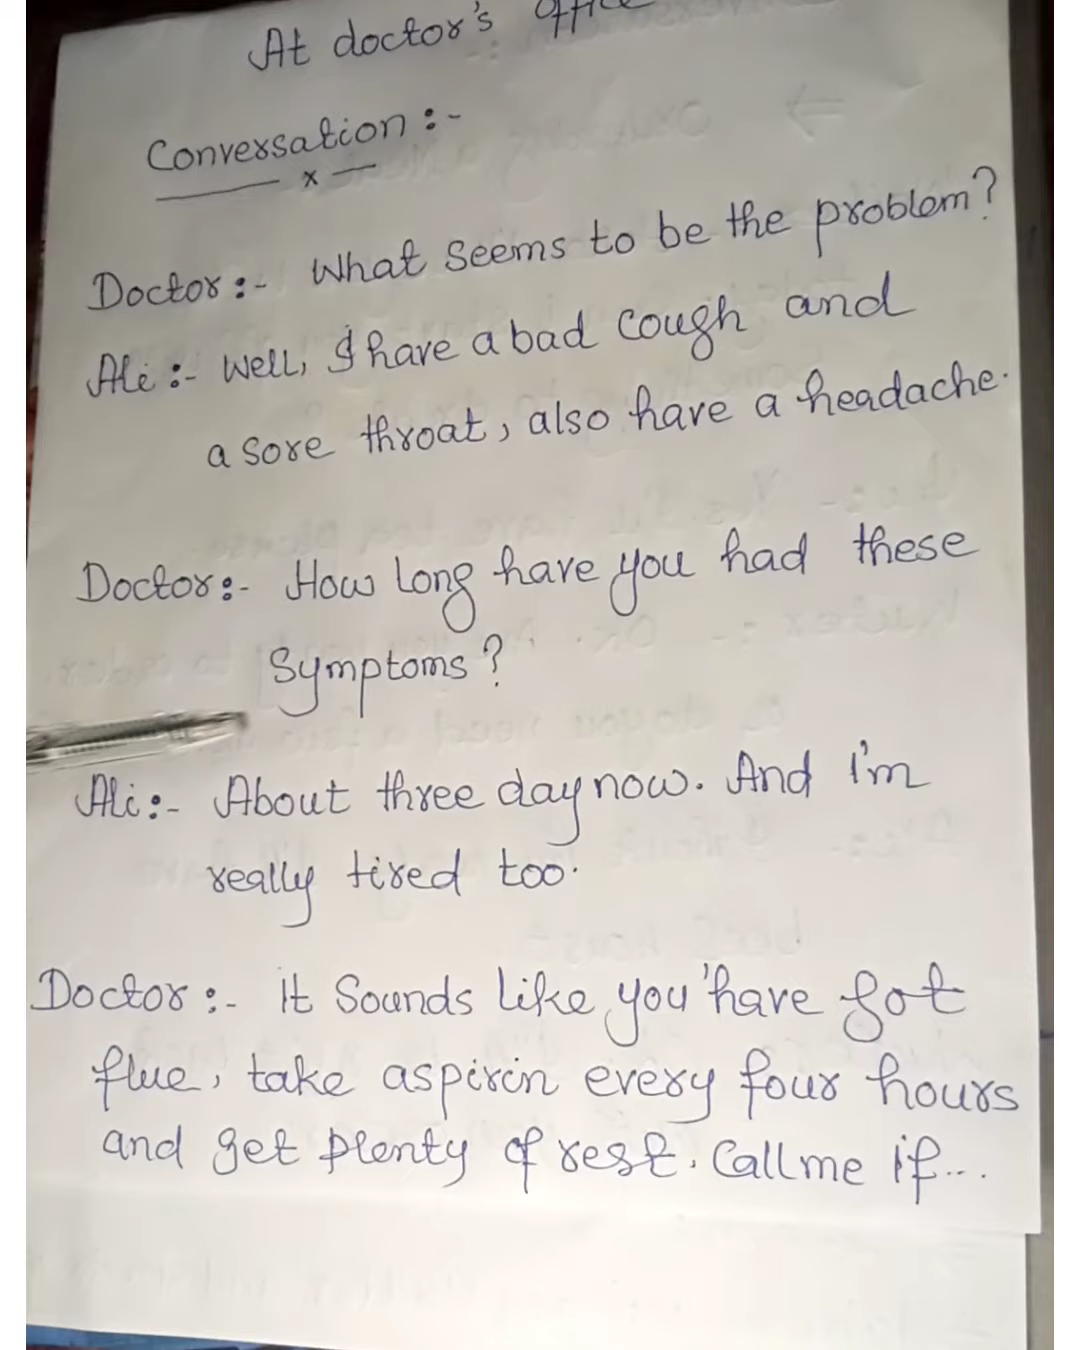 At doctor's Office
Conversation :-
x
Doctor :- What seems to be the problem?
Ali :- Well, I have a bad cough and
a sore throat, also have a headache.
Doctor :- How long have you had these
Symptoms ?
Ali :- About three day now. And I'm
really tired too.
Doctor :- It Sounds like you'have got
flue, take aspirin every four hours
and get plenty of rest. Call me if...